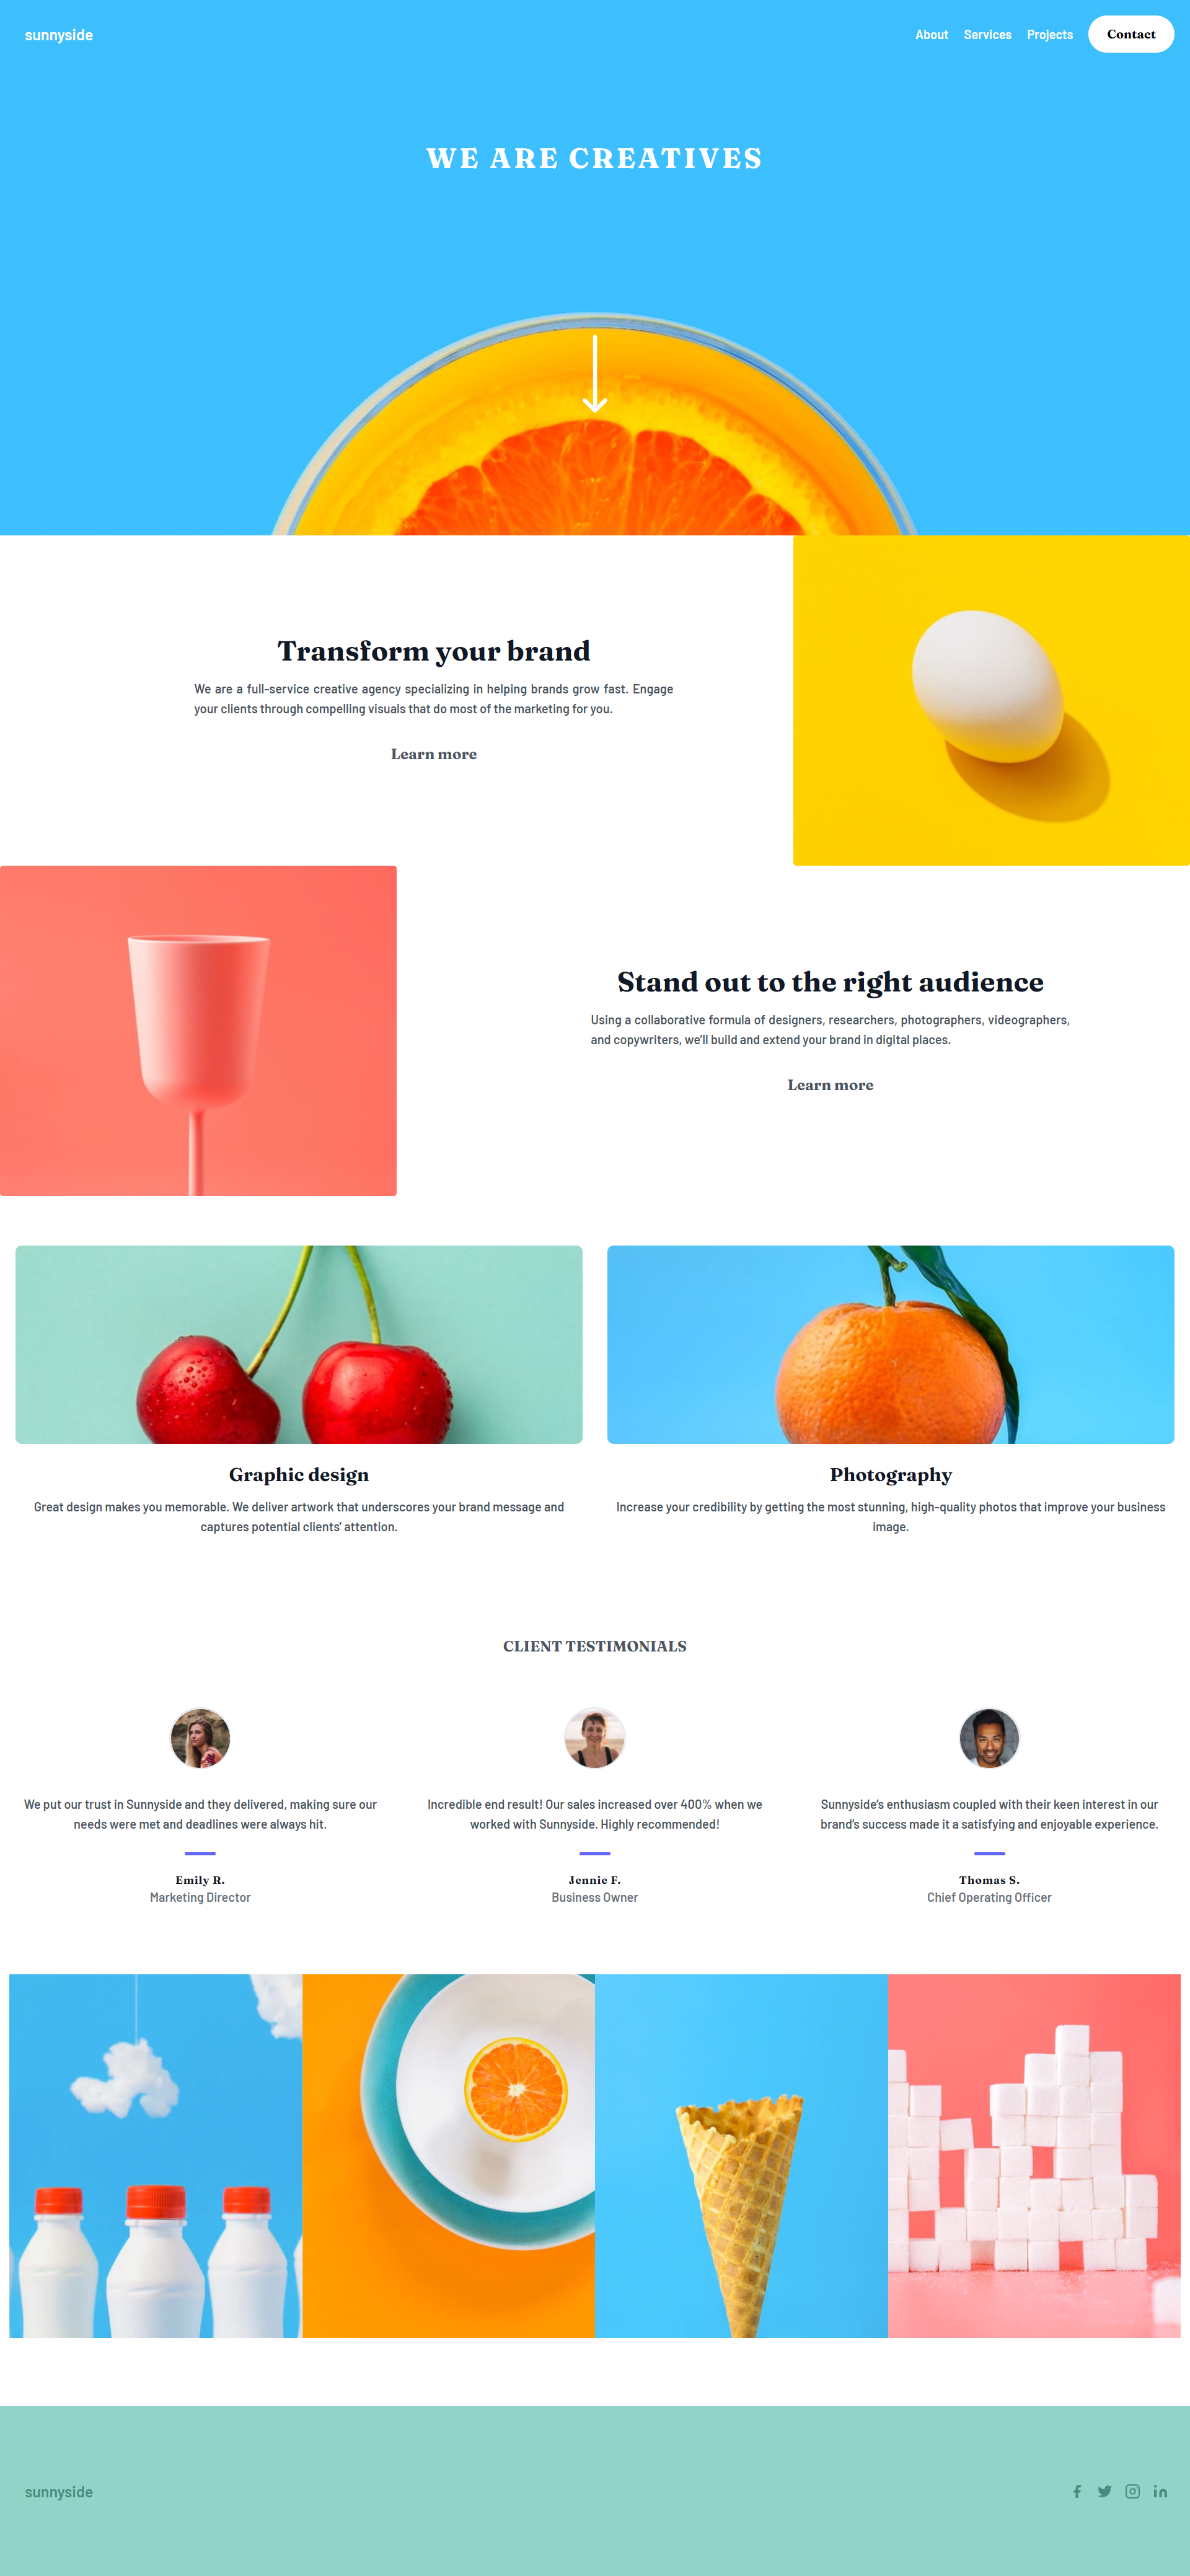 sunnyside
About Services Projects Contact
WE ARE CREATIVES
Transform your brand
We are a full-service creative agency specializing in helping brands grow fast. Engage
your clients through compelling visuals that do most of the marketing for you.
Learn more
Stand out to the right audience
Using a collaborative formula of designers, researchers, photographers, videographers,
and copywriters, we’ll build and extend your brand in digital places.
Learn more
Graphic design
Great design makes you memorable. We deliver artwork that underscores your brand message and
captures potential clients’ attention.
Photography
Increase your credibility by getting the most stunning, high-quality photos that improve your business
image.
CLIENT TESTIMONIALS
We put our trust in Sunnyside and they delivered, making sure our
needs were met and deadlines were always hit.
Emily R.
Marketing Director
Incredible end result! Our sales increased over 400% when we
worked with Sunnyside. Highly recommended!
Jennie F.
Business Owner
Sunnyside’s enthusiasm coupled with their keen interest in our
brand’s success made it a satisfying and enjoyable experience.
Thomas S.
Chief Operating Officer
sunnyside